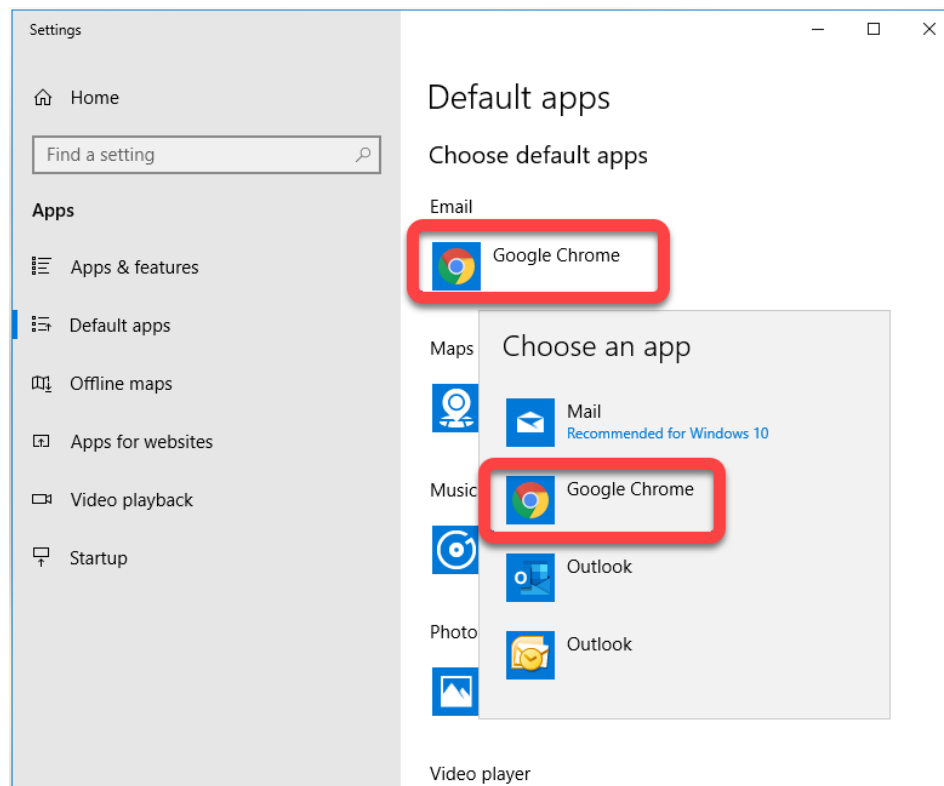 Settings
Home
Find a setting
Apps
Apps & features
Default apps
Offline maps
Apps for websites
Video playback
Startup
Default apps
Choose default apps
Email
Google Chrome
Maps
Choose an app
Mail
Recommended for Windows 10
Music
Google Chrome
Outlook
Photo
Outlook
Video player